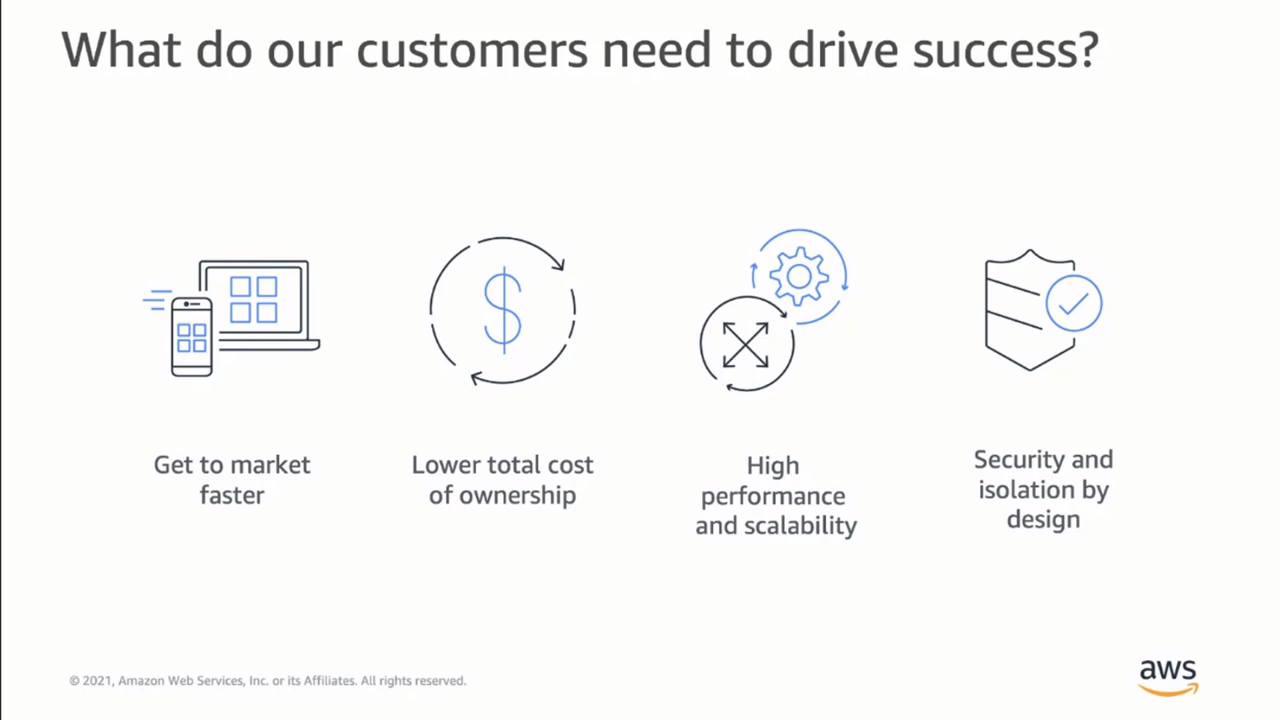 What do our customers need to drive success?
Get to market
faster
Lower total cost
of ownership
High
performance
and scalability
Security and
isolation by
design
© 2021, Amazon Web Services, Inc. or its Affiliates. All rights reserved.
aws